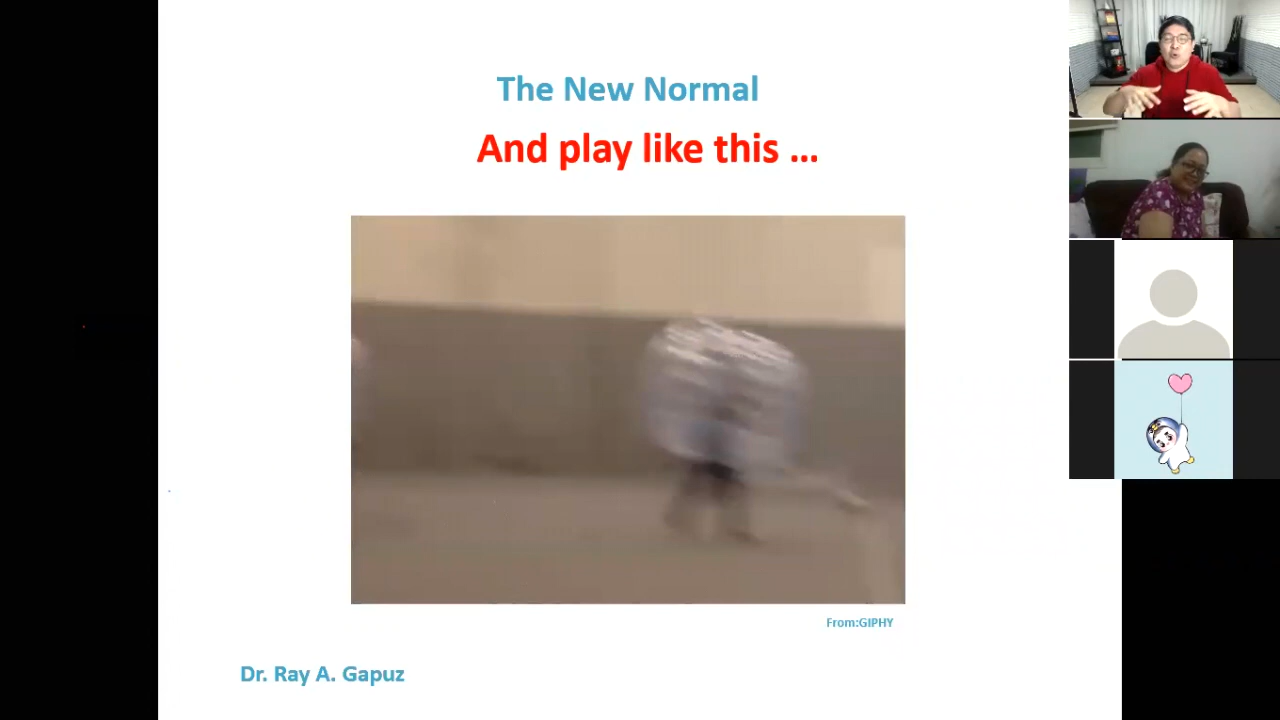 The New Normal
And play like this ...
From:GIPHY
Dr. Ray A. Gapuz